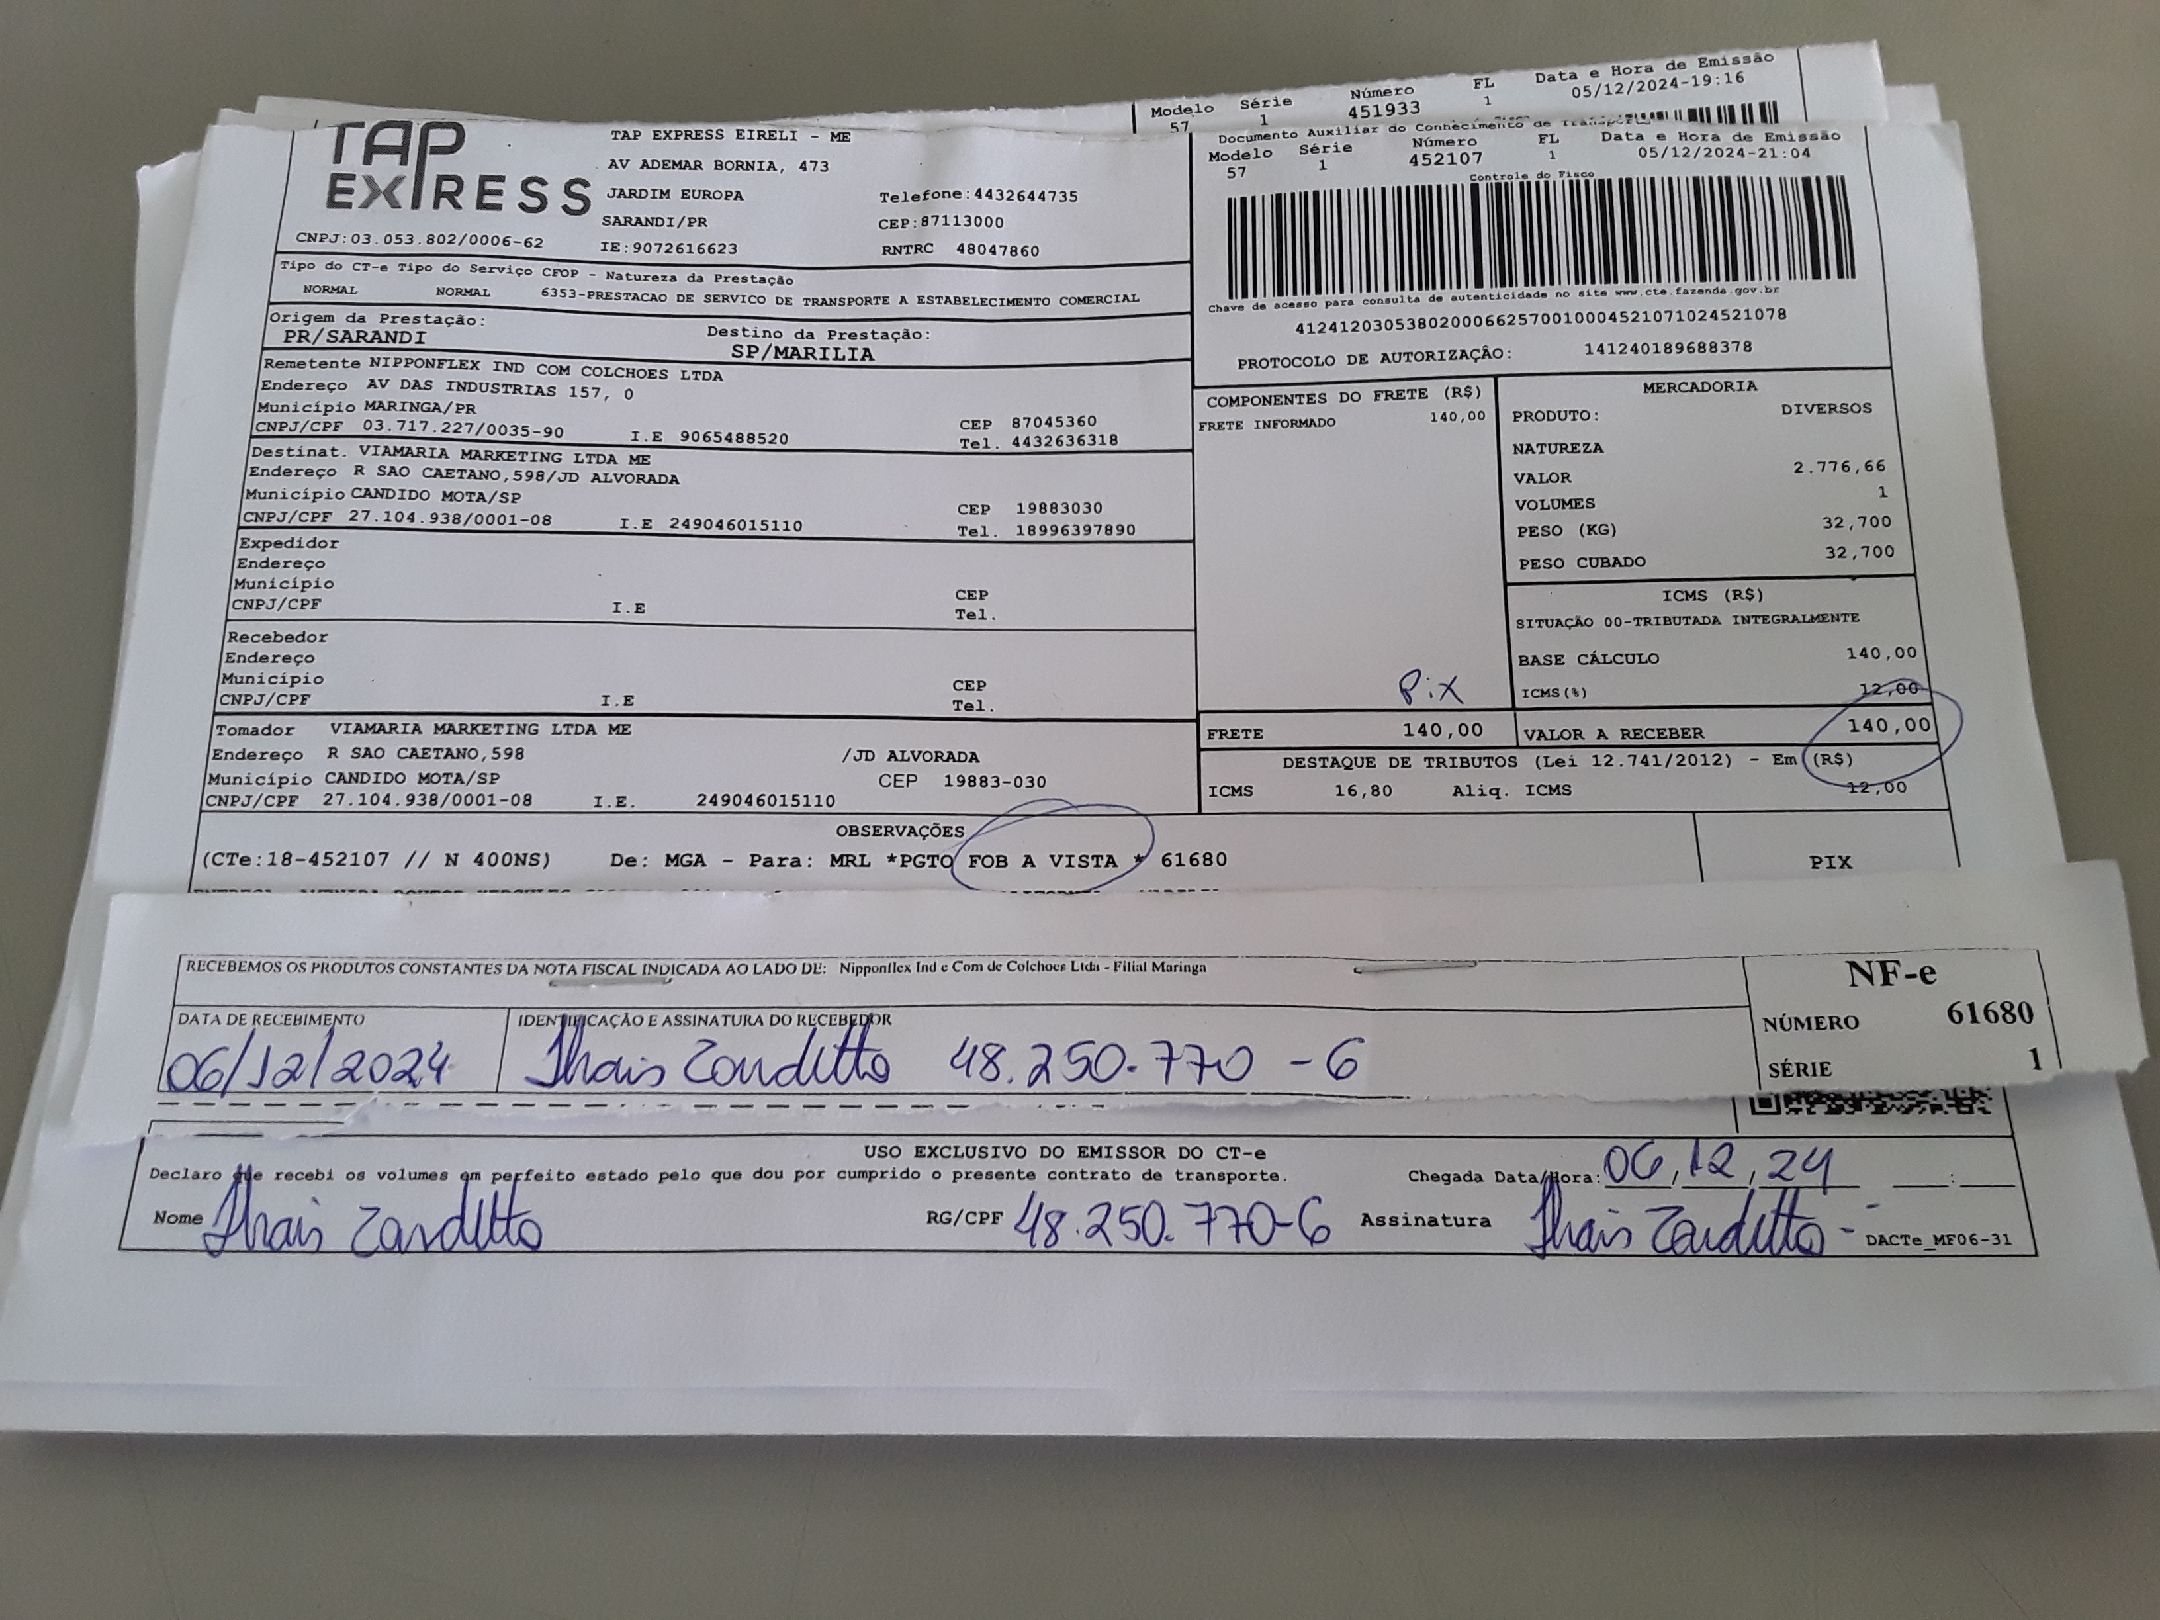 Modelo Série Número FL Data e Hora de Emissão
57 1 451933 1 05/12/2024-19:16
TAP EXPRESS
TAP EXPRESS EIRELI - ME
AV ADEMAR BORNIA, 473
JARDIM EUROPA Telefone:4432644735
SARANDI/PR CEP:87113000
CNPJ:03.053.802/0006-62 IE:9072616623 RNTRC 48047860
Documento Auxiliar do Conhecimento de
Modelo Série Número FL Data e Hora de Emissão
57 1 452107 1 05/12/2024-21:04
Controle do Fisco
Chave de acesso para consulta de autenticidade no site www.cte.fazenda.gov.br
41241203053802000662570010004521071024521078
PROTOCOLO DE AUTORIZAÇÃO: 141240189688378
Tipo do CT-e Tipo do Serviço CFOP - Natureza da Prestação
NORMAL NORMAL 6353-PRESTACAO DE SERVICO DE TRANSPORTE A ESTABELECIMENTO COMERCIAL
Origem da Prestação: Destino da Prestação:
PR/SARANDI SP/MARILIA
Remetente NIPPONFLEX IND COM COLCHOES LTDA
Endereço AV DAS INDUSTRIAS 157, 0
Município MARINGA/PR CEP 87045360
CNPJ/CPF 03.717.227/0035-90 I.E 9065488520 Tel. 4432636318
Destinat. VIAMARIA MARKETING LTDA ME
Endereço R SAO CAETANO,598/JD ALVORADA
Município CANDIDO MOTA/SP CEP 19883030
CNPJ/CPF 27.104.938/0001-08 I.E 249046015110 Tel. 18996397890
Expedidor
Endereço
Município CEP
CNPJ/CPF I.E Tel.
Recebedor
Endereço
Município CEP
CNPJ/CPF I.E Tel.
Tomador VIAMARIA MARKETING LTDA ME
Endereço R SAO CAETANO,598 /JD ALVORADA
Município CANDIDO MOTA/SP CEP 19883-030
CNPJ/CPF 27.104.938/0001-08 I.E. 249046015110
COMPONENTES DO FRETE (R$)
FRETE INFORMADO 140,00
MERCADORIA
PRODUTO: DIVERSOS
NATUREZA
VALOR 2.776,66
VOLUMES 1
PESO (KG) 32,700
PESO CUBADO 32,700
ICMS (R$)
SITUAÇÃO 00-TRIBUTADA INTEGRALMENTE
BASE CÁLCULO 140,00
ICMS(%) 12,00
Pix
FRETE 140,00 VALOR A RECEBER 140,00
DESTAQUE DE TRIBUTOS (Lei 12.741/2012) - Em (R$)
ICMS 16,80 Aliq. ICMS 12,00
OBSERVAÇÕES
(CTe:18-452107 // N 400NS) De: MGA - Para: MRL *PGTO FOB A VISTA * 61680
PIX
RECEBEMOS OS PRODUTOS CONSTANTES DA NOTA FISCAL INDICADA AO LADO DE: Nipponflex Ind e Com de Colchoes Ltda - Filial Maringa
NF-e
NÚMERO 61680
SÉRIE 1
DATA DE RECEBIMENTO IDENTIFICAÇÃO E ASSINATURA DO RECEBEDOR
06/12/2024 Thais Zanditto 48.250.770-6
USO EXCLUSIVO DO EMISSOR DO CT-e
Declaro que recebi os volumes em perfeito estado pelo que dou por cumprido o presente contrato de transporte. Chegada Data/Hora: 06/12/24 __:__
Nome Thais Zanditto RG/CPF 48.250.770-6 Assinatura Thais Zanditto
DACTe_MF06-31